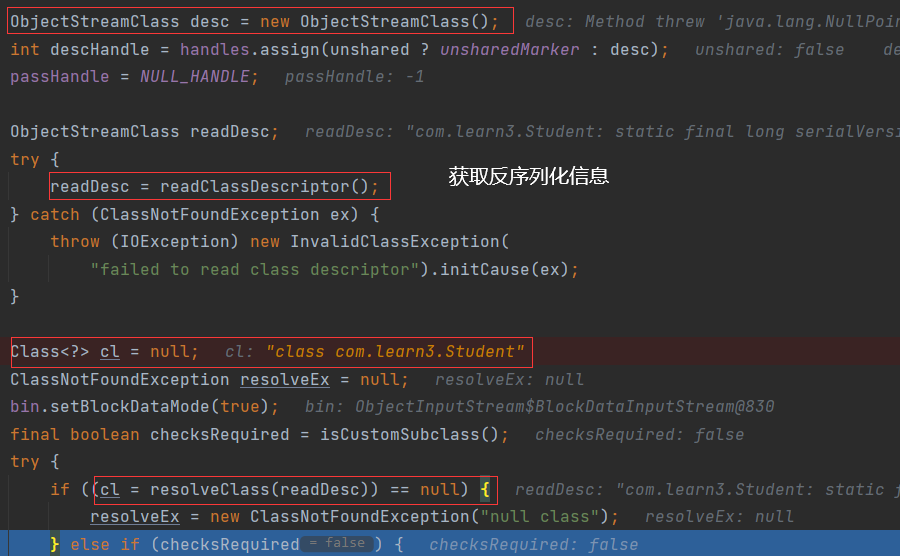 ObjectStreamClass desc = new ObjectStreamClass(); desc: Method threw 'java.lang.NullPoin
int descHandle = handles.assign(unshared ? unsharedMarker : desc); unshared: false de
passHandle = NULL_HANDLE; passHandle: -1
ObjectStreamClass readDesc; readDesc: "com.learn3.Student: static final long serialVersi
try {
readDesc = readClassDescriptor(); 获取反序列化信息
} catch (ClassNotFoundException ex) {
throw (IOException) new InvalidClassException(
"failed to read class descriptor").initCause(ex);
}
Class<?> cl = null; cl: "class com.learn3.Student"
ClassNotFoundException resolveEx = null; resolveEx: null
bin.setBlockDataMode(true); bin: ObjectInputStream$BlockDataInputStream@830
final boolean checksRequired = isCustomSubclass(); checksRequired: false
try {
if ((cl = resolveClass(readDesc)) == null) { readDesc: "com.learn3.Student: static f
resolveEx = new ClassNotFoundException("null class"); resolveEx: null
} else if (checksRequired = false ) { checksRequired: false